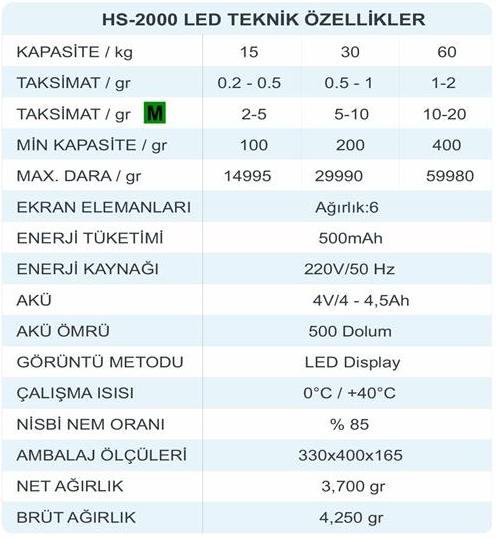 HS-2000 LED TEKNİK ÖZELLİKLER
KAPASİTE / kg 15 30 60
TAKSİMAT / gr 0.2 - 0.5 0.5 - 1 1-2
TAKSİMAT / gr M 2-5 5-10 10-20
MİN KAPASİTE / gr 100 200 400
MAX. DARA / gr 14995 29990 59980
EKRAN ELEMANLARI Ağırlık:6
ENERJİ TÜKETİMİ 500mAh
ENERJİ KAYNAĞI 220V/50 Hz
AKÜ 4V/4 - 4,5Ah
AKÜ ÖMRÜ 500 Dolum
GÖRÜNTÜ METODU LED Display
ÇALIŞMA ISISI 0°C / +40°C
NİSBİ NEM ORANI % 85
AMBALAJ ÖLÇÜLERİ 330x400x165
NET AĞIRLIK 3,700 gr
BRÜT AĞIRLIK 4,250 gr